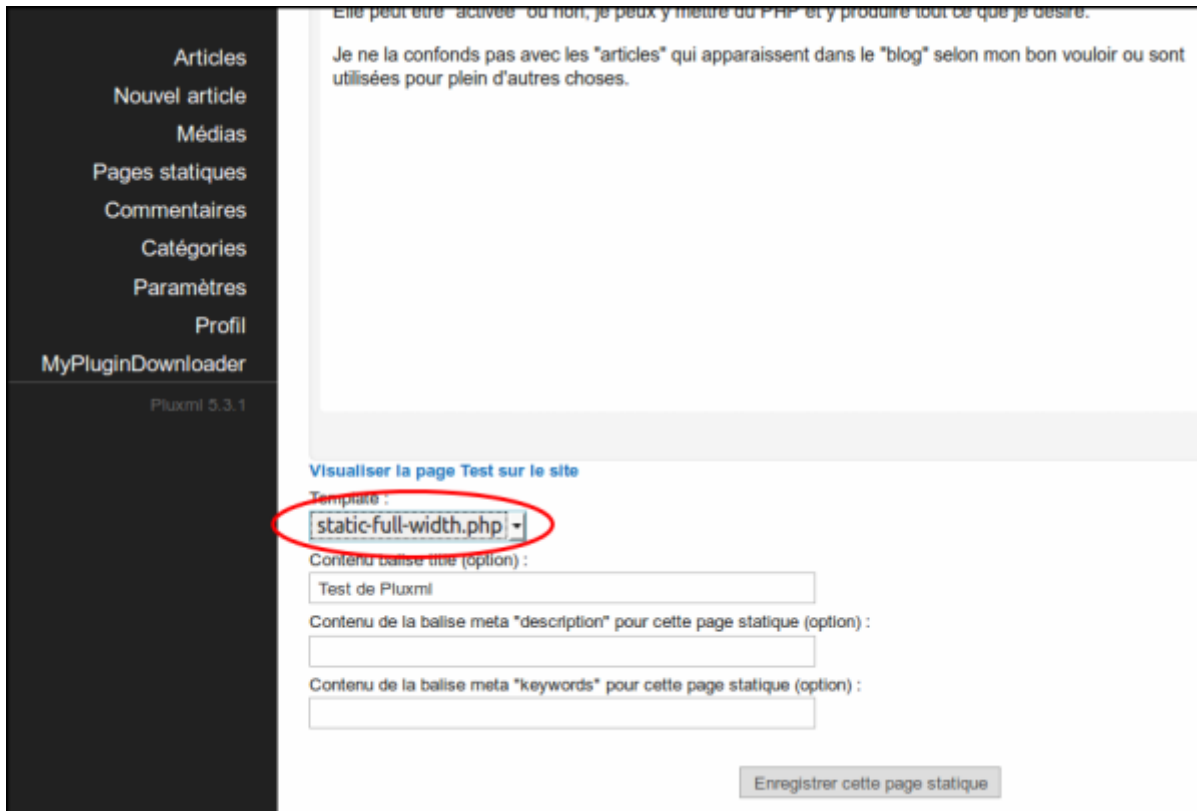 Articles
Nouvel article
Médias
Pages statiques
Commentaires
Catégories
Paramètres
Profil
MyPluginDownloader
Pluxml 5.3.1
Elle peut être "activée" ou non, je peux y mettre du PHP et y produire tout ce que je désire.
Je ne la confonds pas avec les "articles" qui apparaissent dans le "blog" selon mon bon vouloir ou sont
utilisées pour plein d'autres choses.
Visualiser la page Test sur le site
Template :
static-full-width.php
Contenu balise title (option) :
Test de Pluxml
Contenu de la balise meta "description" pour cette page statique (option) :
Contenu de la balise meta "keywords" pour cette page statique (option) :
Enregistrer cette page statique